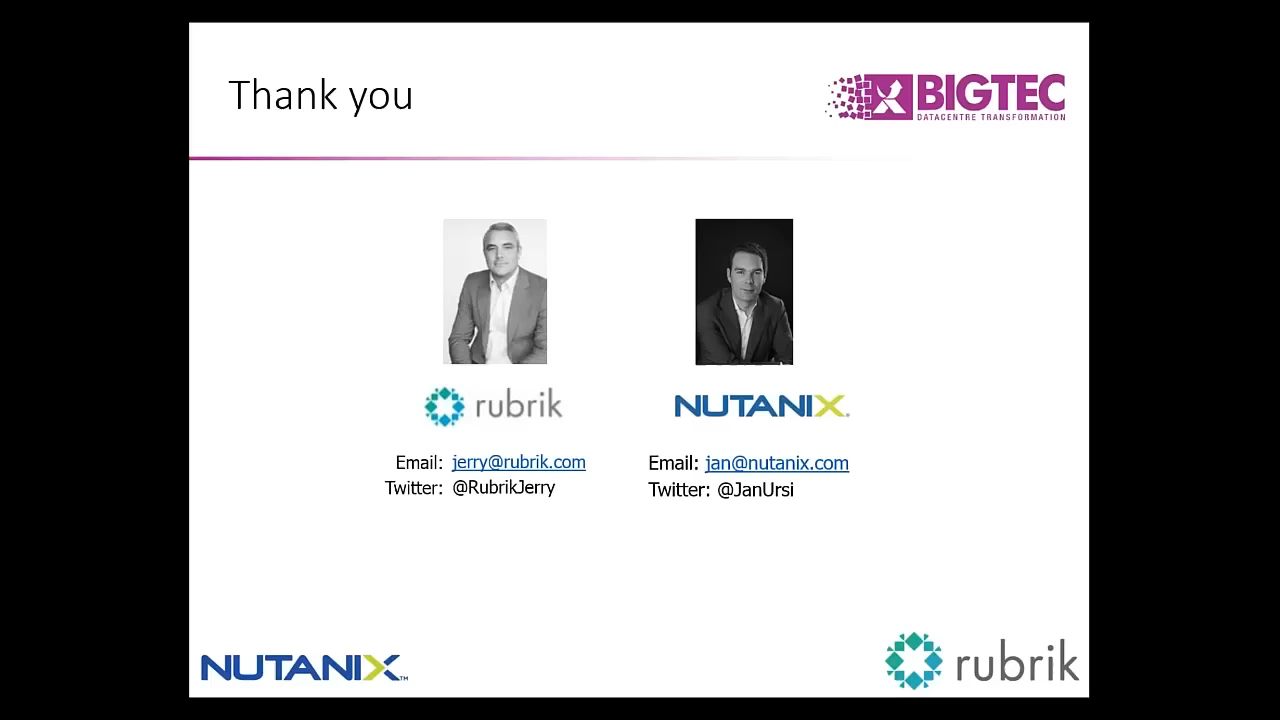 Thank you
BIGTEC
DATACENTRE TRANSFORMATION
rubrik
Email: jerry@rubrik.com
Twitter: @RubrikJerry
NUTANIX
Email: jan@nutanix.com
Twitter: @JanUrsi
NUTANIX™
rubrik